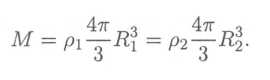 M = ρ₁ 4π/3 R₁³ = ρ₂ 4π/3 R₂³.